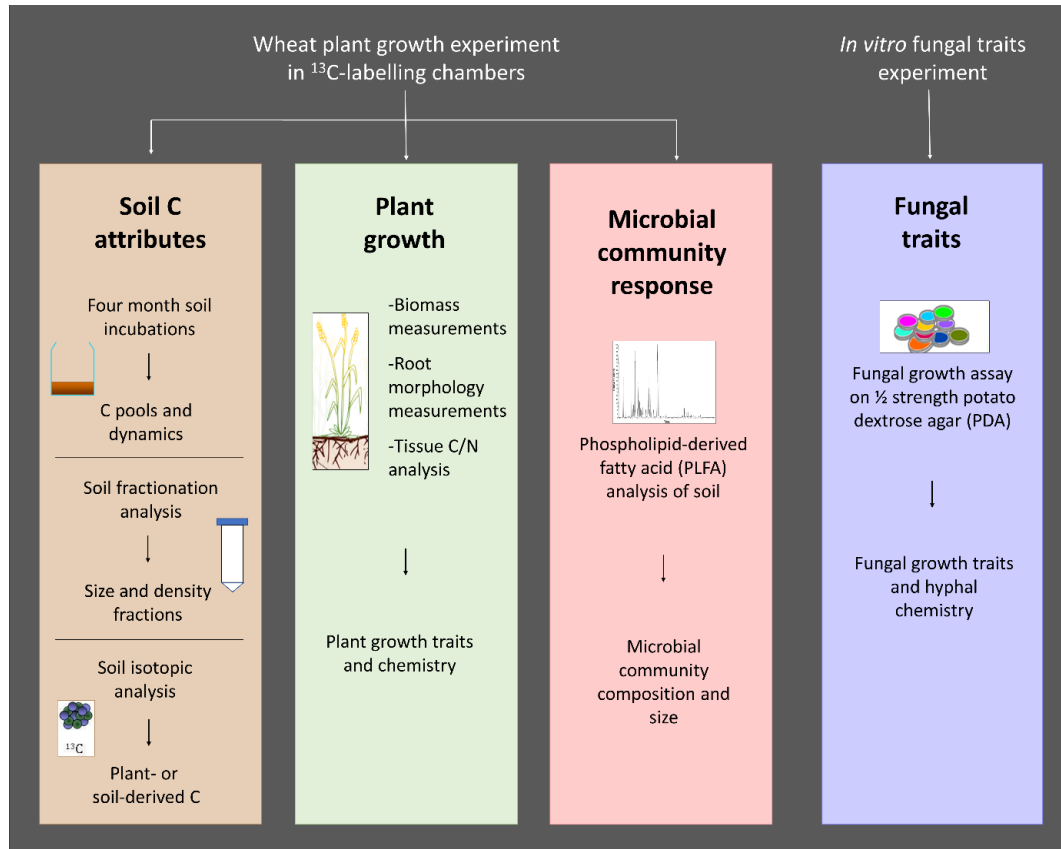 Wheat plant growth experiment
in ¹³C-labelling chambers
In vitro fungal traits
experiment
Soil C
attributes
Four month soil
incubations
C pools and
dynamics
Soil fractionation
analysis
Size and density
fractions
Soil isotopic
analysis
¹³C
Plant- or
soil-derived C
Plant
growth
-Biomass
measurements
-Root
morphology
measurements
-Tissue C/N
analysis
Plant growth traits
and chemistry
Microbial
community
response
Phospholipid-derived
fatty acid (PLFA)
analysis of soil
Microbial
community
composition and
size
Fungal
traits
Fungal growth assay
on ½ strength potato
dextrose agar (PDA)
Fungal growth traits
and hyphal
chemistry